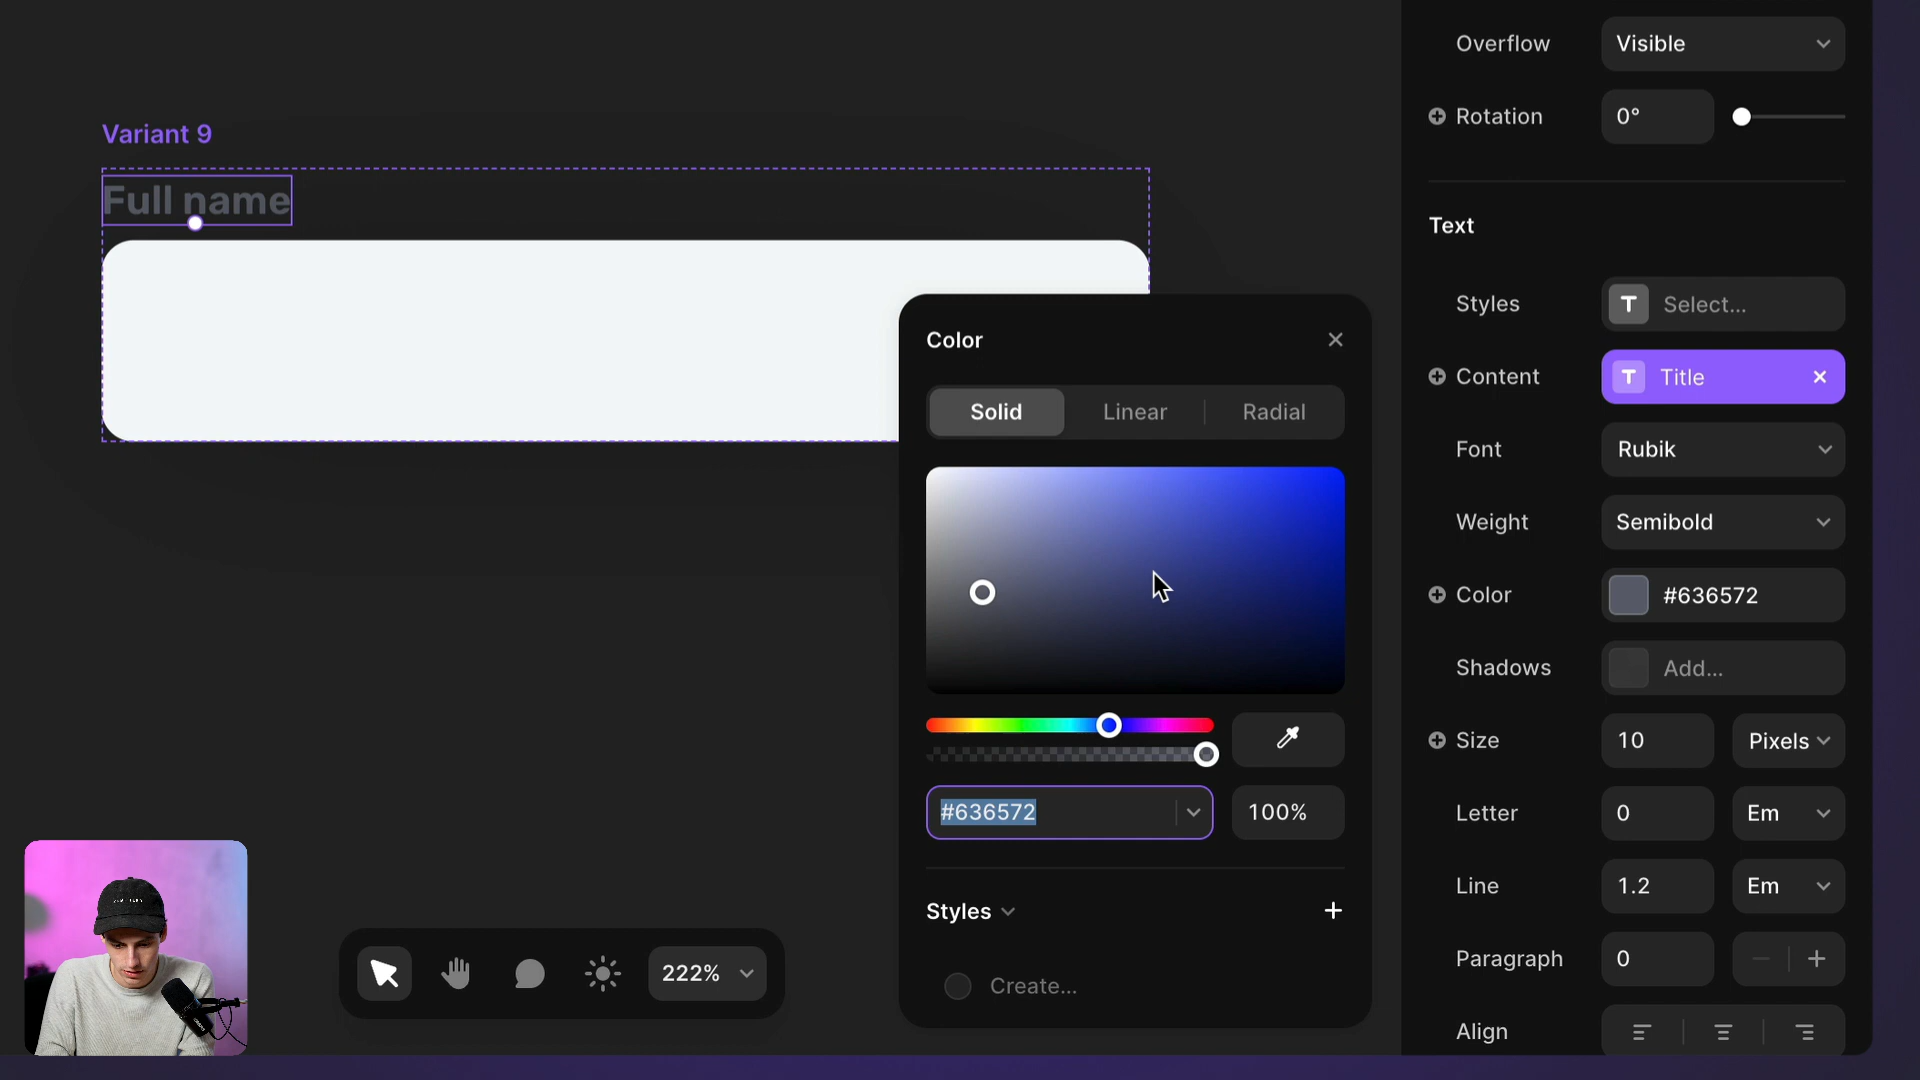 Overflow
Visible
Rotation
0°
Variant 9
Full name
Text
Styles
T
Select...
Color
Content
T
Title
Solid
Linear
Radial
Font
Rubik
Weight
Semibold
Color
#636572
Shadows
Add...
Size
10
Pixels
#636572
100%
Letter
0
Em
Line
1.2
Em
Styles
Paragraph
0
222%
Create...
Align